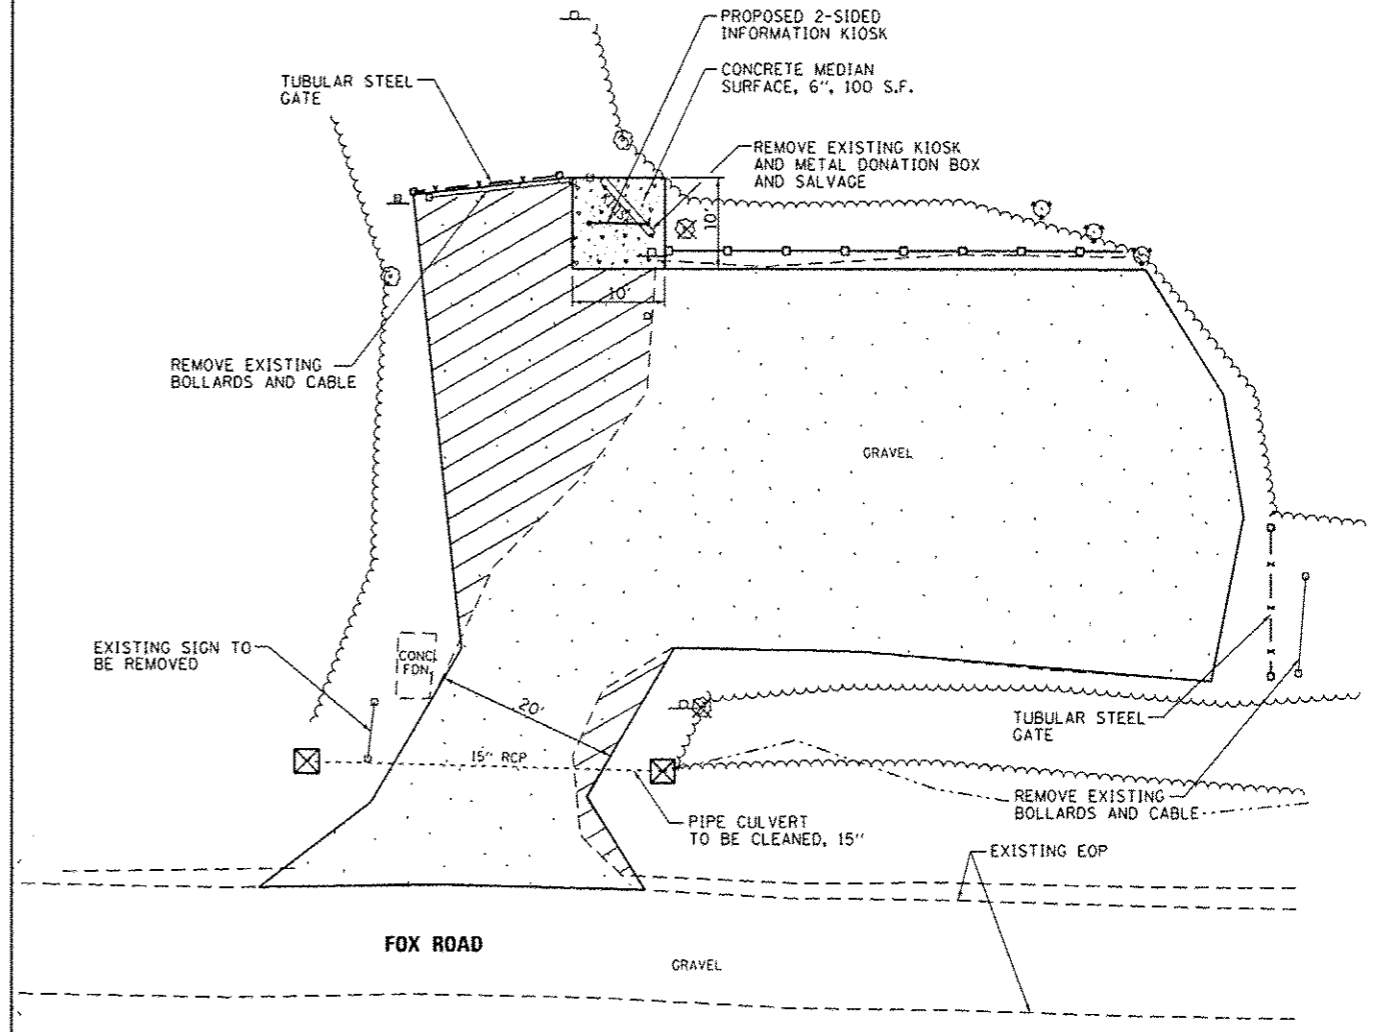 PROPOSED 2-SIDED
INFORMATION KIOSK
CONCRETE MEDIAN
SURFACE, 6", 100 S.F.
TUBULAR STEEL
GATE
REMOVE EXISTING KIOSK
AND METAL DONATION BOX
AND SALVAGE
10'
10'
REMOVE EXISTING
BOLLARDS AND CABLE
GRAVEL
EXISTING SIGN TO
BE REMOVED
CONC
FDN
20'
TUBULAR STEEL
GATE
15" RCP
REMOVE EXISTING
BOLLARDS AND CABLE
PIPE CULVERT
TO BE CLEANED, 15"
EXISTING EOP
FOX ROAD
GRAVEL